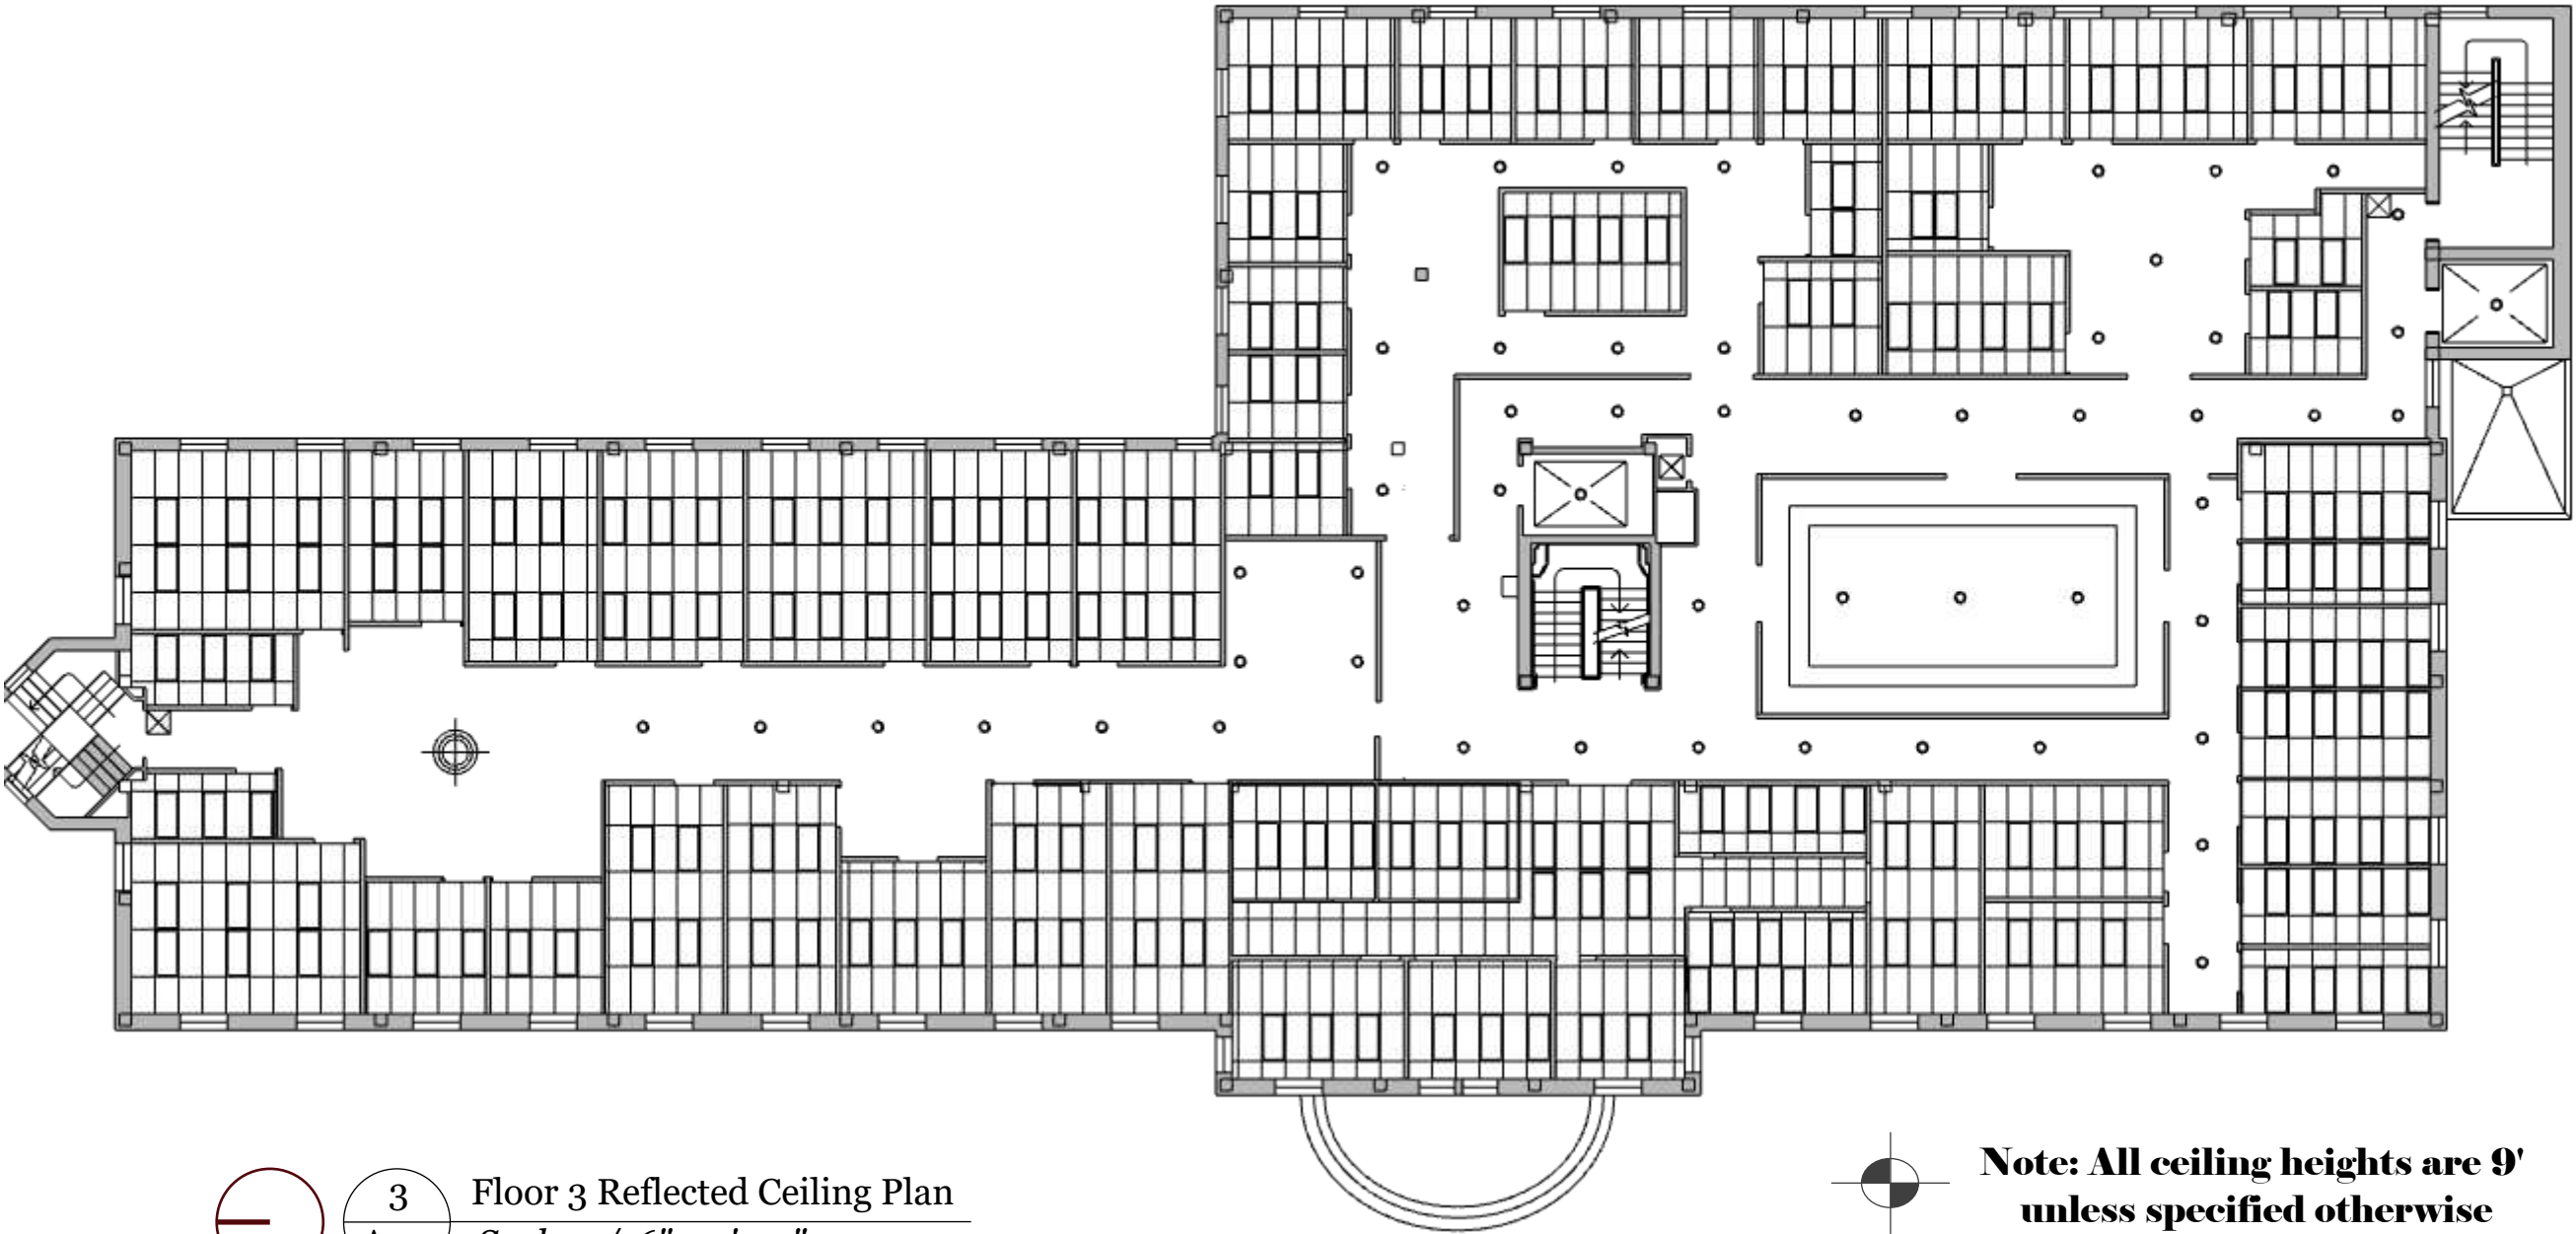 3
Floor 3 Reflected Ceiling Plan
Note: All ceiling heights are 9'
unless specified otherwise